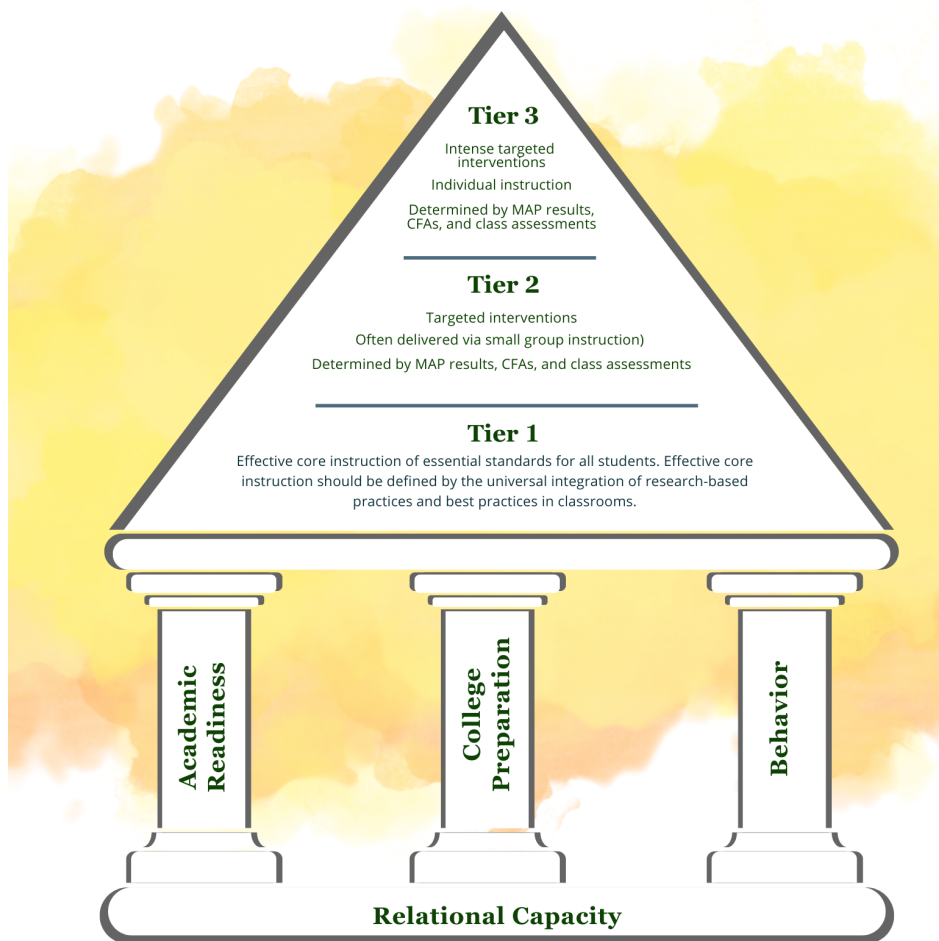 Tier 3
Intense targeted
interventions
Individual instruction
Determined by MAP results,
CFAs, and class assessments
Tier 2
Targeted interventions
Often delivered via small group instruction)
Determined by MAP results, CFAs, and class assessments
Tier 1
Effective core instruction of essential standards for all students. Effective core
instruction should be defined by the universal integration of research-based
practices and best practices in classrooms.
Academic
Readiness
College
Preparation
Behavior
Relational Capacity